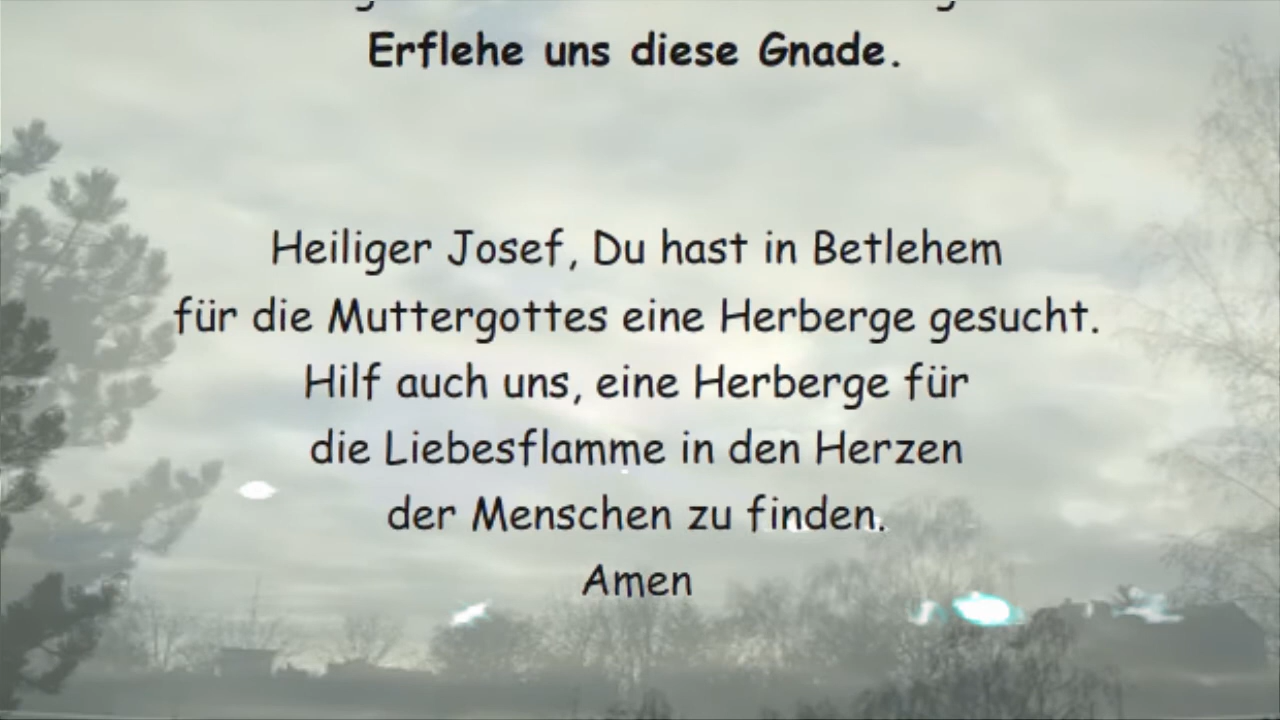 Erflehe uns diese Gnade.
Heiliger Josef, Du hast in Betlehem
für die Muttergottes eine Herberge gesucht.
Hilf auch uns, eine Herberge für
die Liebesflamme in den Herzen
der Menschen zu finden.
Amen